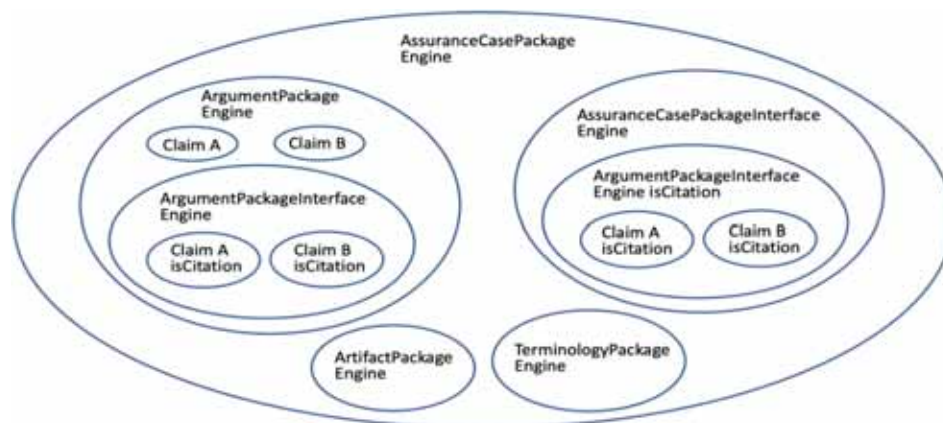 AssuranceCasePackage
Engine
ArgumentPackage
Engine
Claim A
Claim B
ArgumentPackageInterface
Engine
Claim A
isCitation
Claim B
isCitation
AssuranceCasePackageInterface
Engine
ArgumentPackageInterface
Engine isCitation
Claim A
isCitation
Claim B
isCitation
ArtifactPackage
Engine
TerminologyPackage
Engine